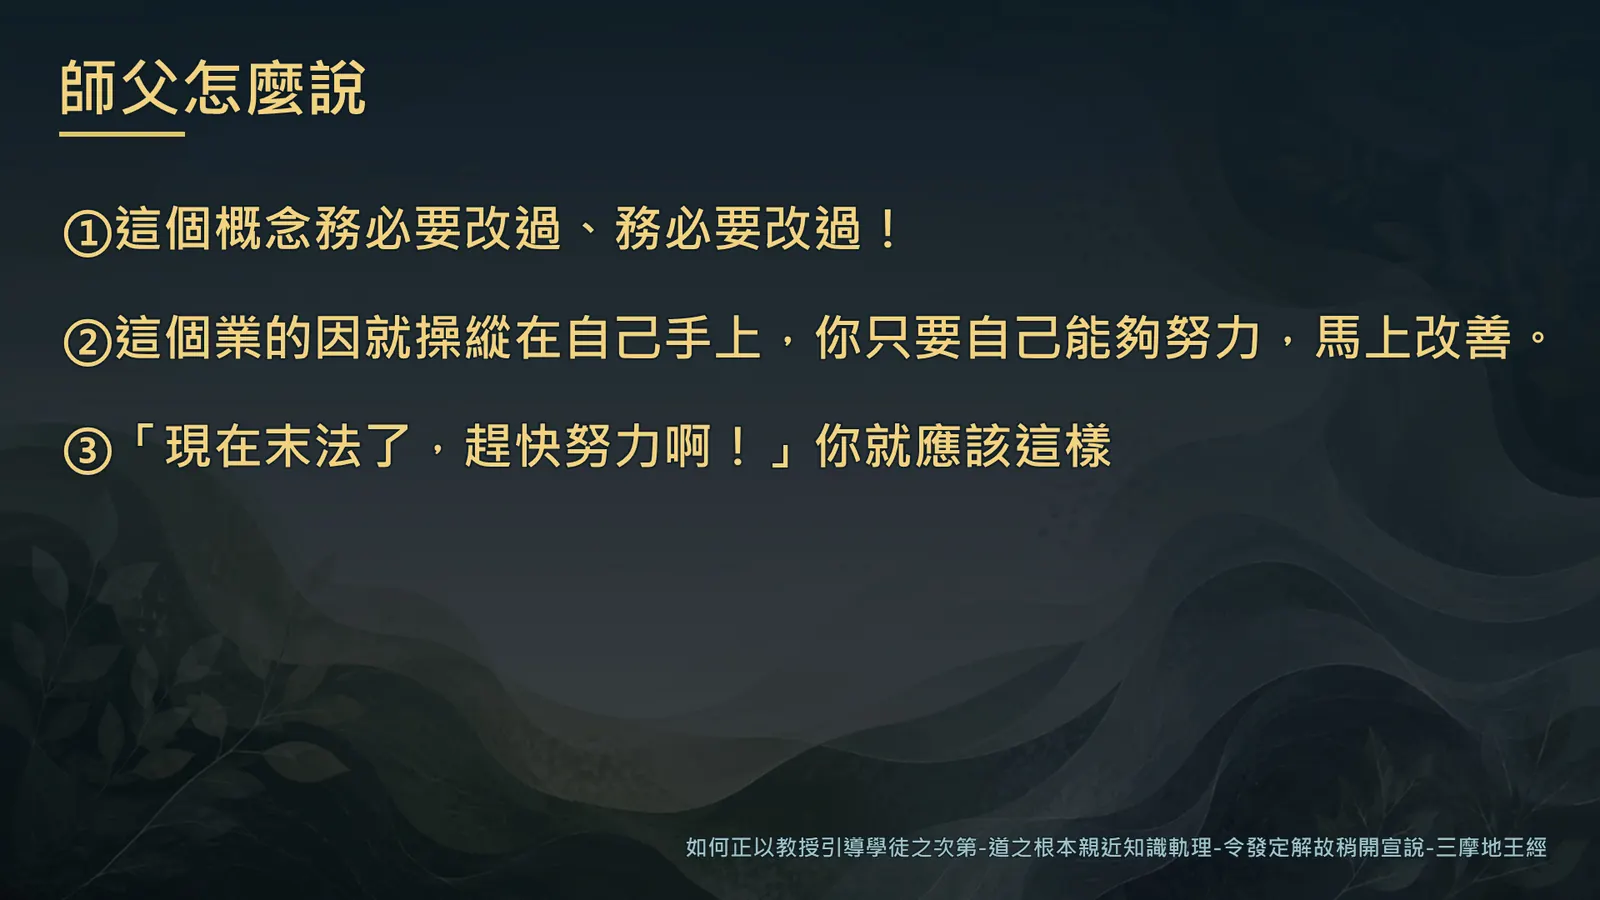 師父怎麼說
①這個概念務必要改過、務必要改過！
②這個業的因就操縱在自己手上，你只要自己能夠努力，馬上改善。
③「現在末法了，趕快努力啊！」你就應該這樣
如何正以教授引導學徒之次第-道之根本親近知識軌理-令發定解故稍開宣說-三摩地王經